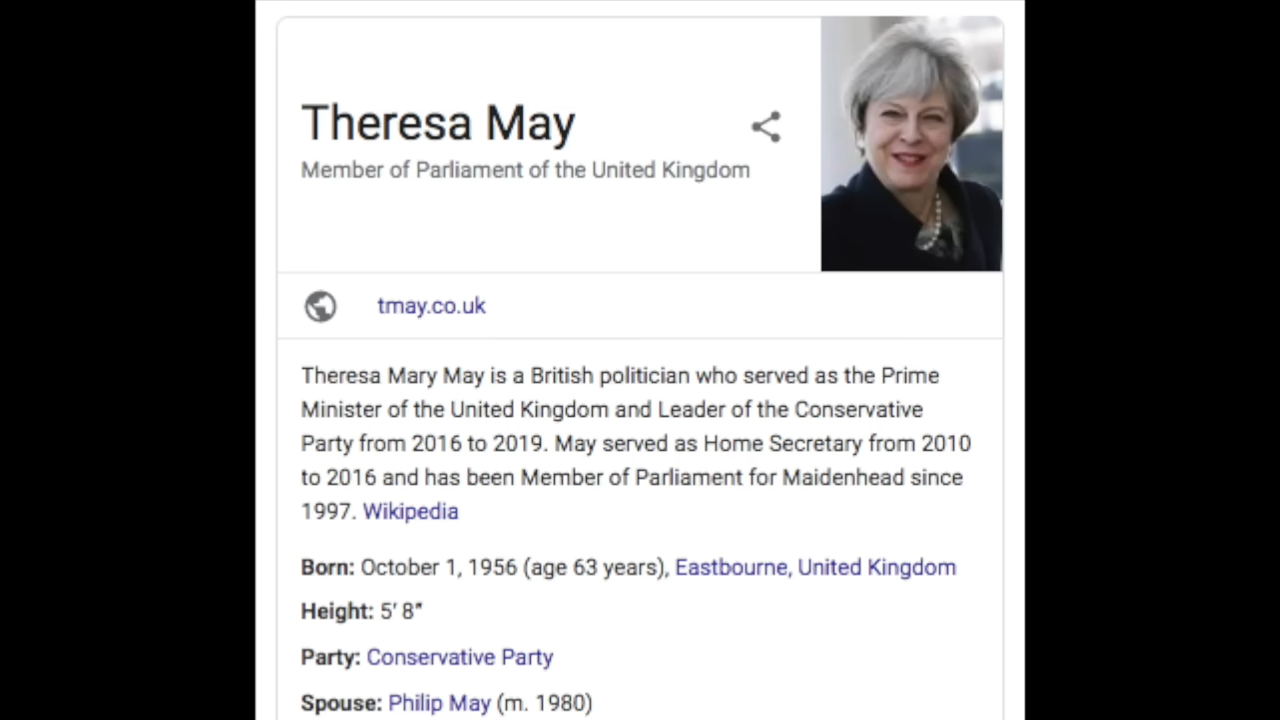 Theresa May
Member of Parliament of the United Kingdom
tmay.co.uk
Theresa Mary May is a British politician who served as the Prime
Minister of the United Kingdom and Leader of the Conservative
Party from 2016 to 2019. May served as Home Secretary from 2010
to 2016 and has been Member of Parliament for Maidenhead since
1997. Wikipedia
Born: October 1, 1956 (age 63 years), Eastbourne, United Kingdom
Height: 5′ 8″
Party: Conservative Party
Spouse: Philip May (m. 1980)